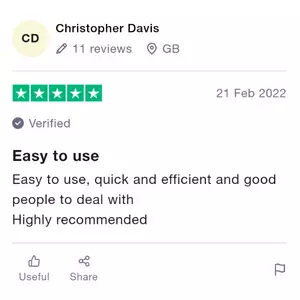 CD
Christopher Davis
11 reviews GB
21 Feb 2022
Verified
Easy to use
Easy to use, quick and efficient and good
people to deal with
Highly recommended
Useful Share